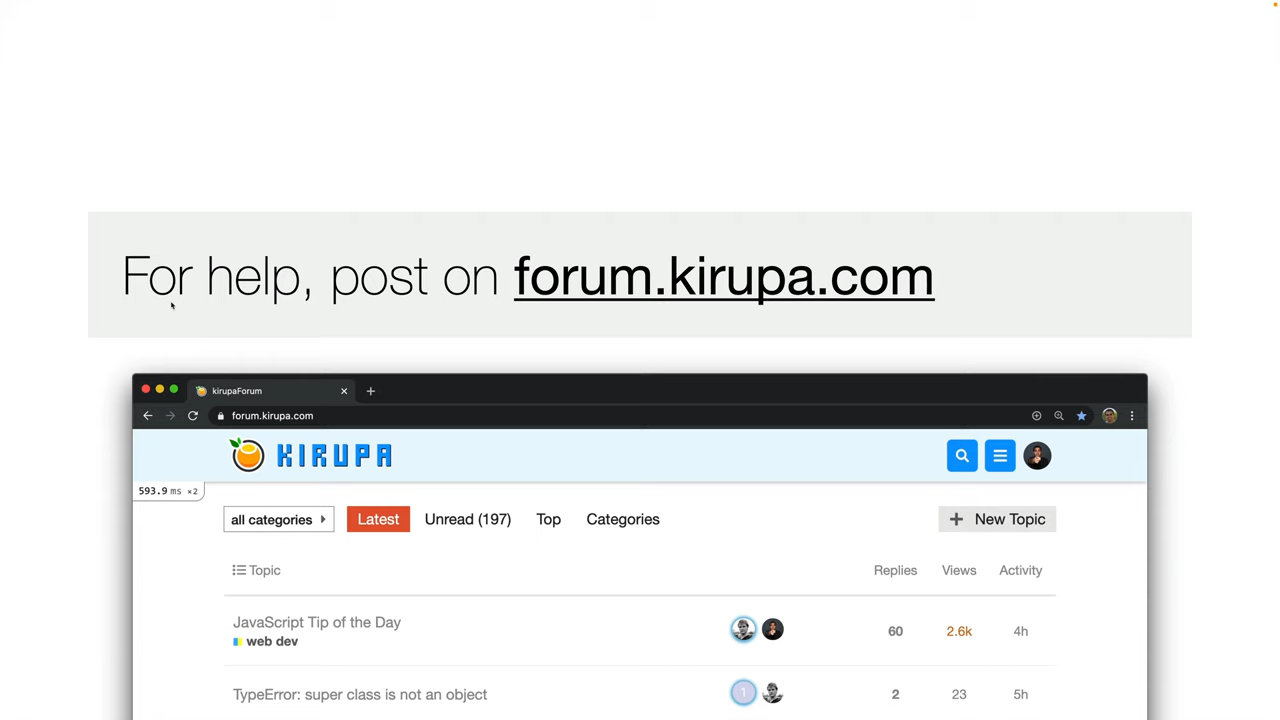 For help, post on forum.kirupa.com
kirupaForum
forum.kirupa.com
KIRUPA
593.9 ms ×2
all categories Latest Unread (197) Top Categories New Topic
Topic Replies Views Activity
JavaScript Tip of the Day 60 2.6k 4h
web dev
TypeError: super class is not an object 1 2 23 5h